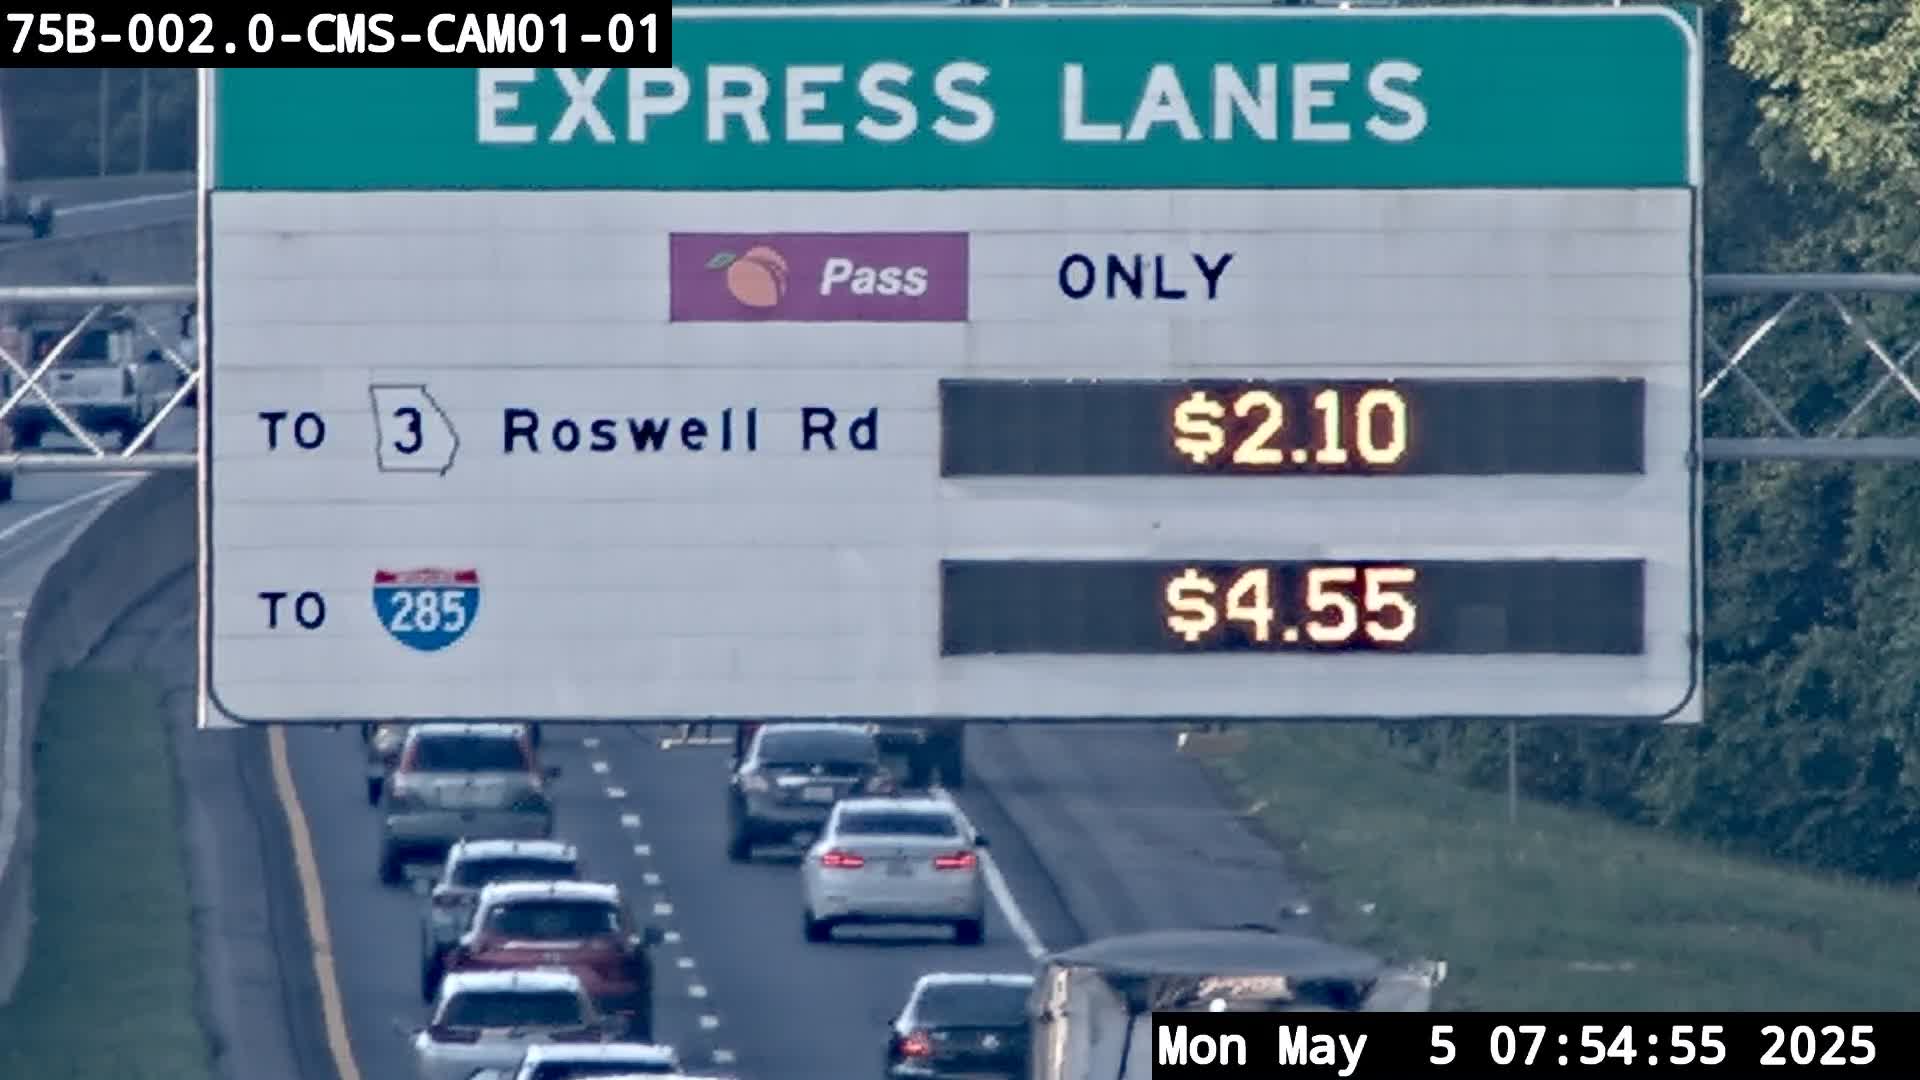 75B-002.0-CMS-CAM01-01
EXPRESS LANES
Pass ONLY
TO 3 Roswell Rd $2.10
TO 285 $4.55
Mon May 5 07:54:55 2025